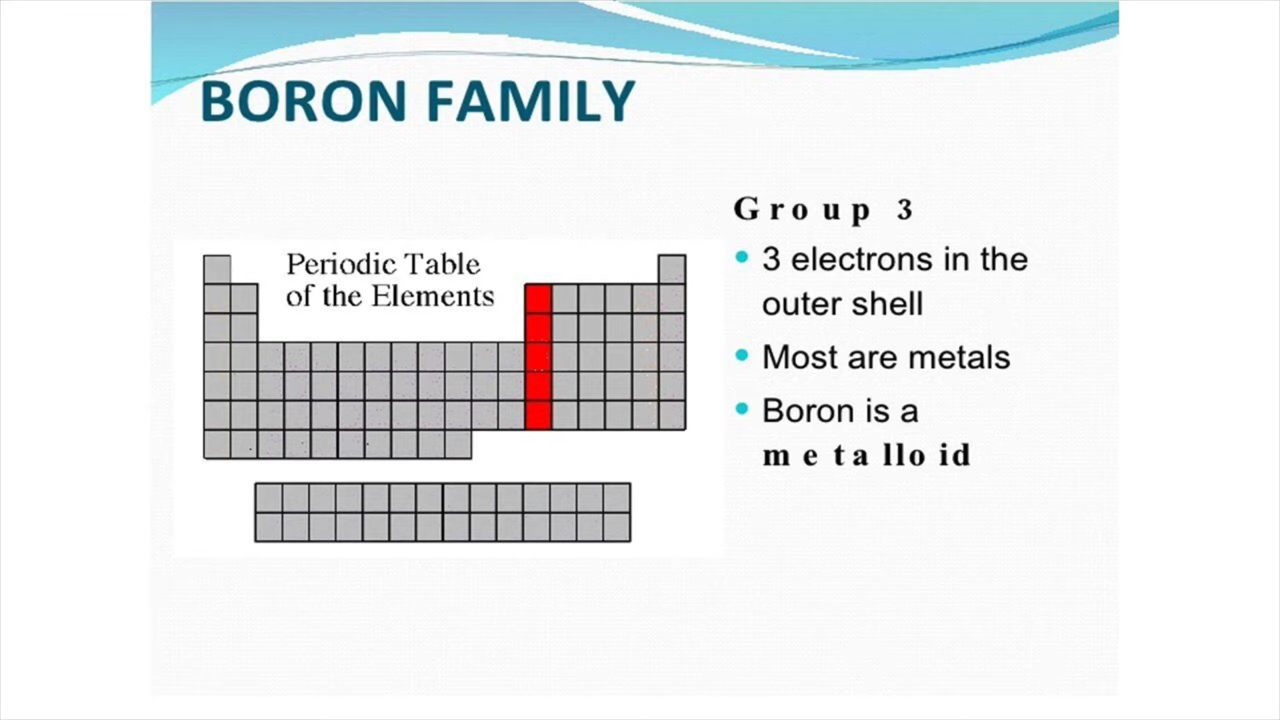 BORON FAMILY
Periodic Table
of the Elements
Group 3
• 3 electrons in the
outer shell
• Most are metals
• Boron is a
metalloid